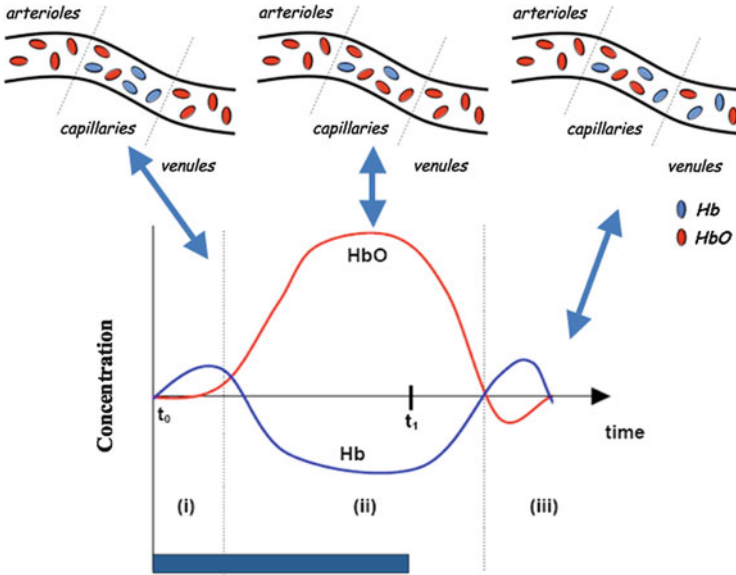 arterioles
arterioles
arterioles
capillaries
capillaries
capillaries
venules
venules
venules
Hb
HbO
HbO
Concentration
t0
t1
time
Hb
(i)
(ii)
(iii)